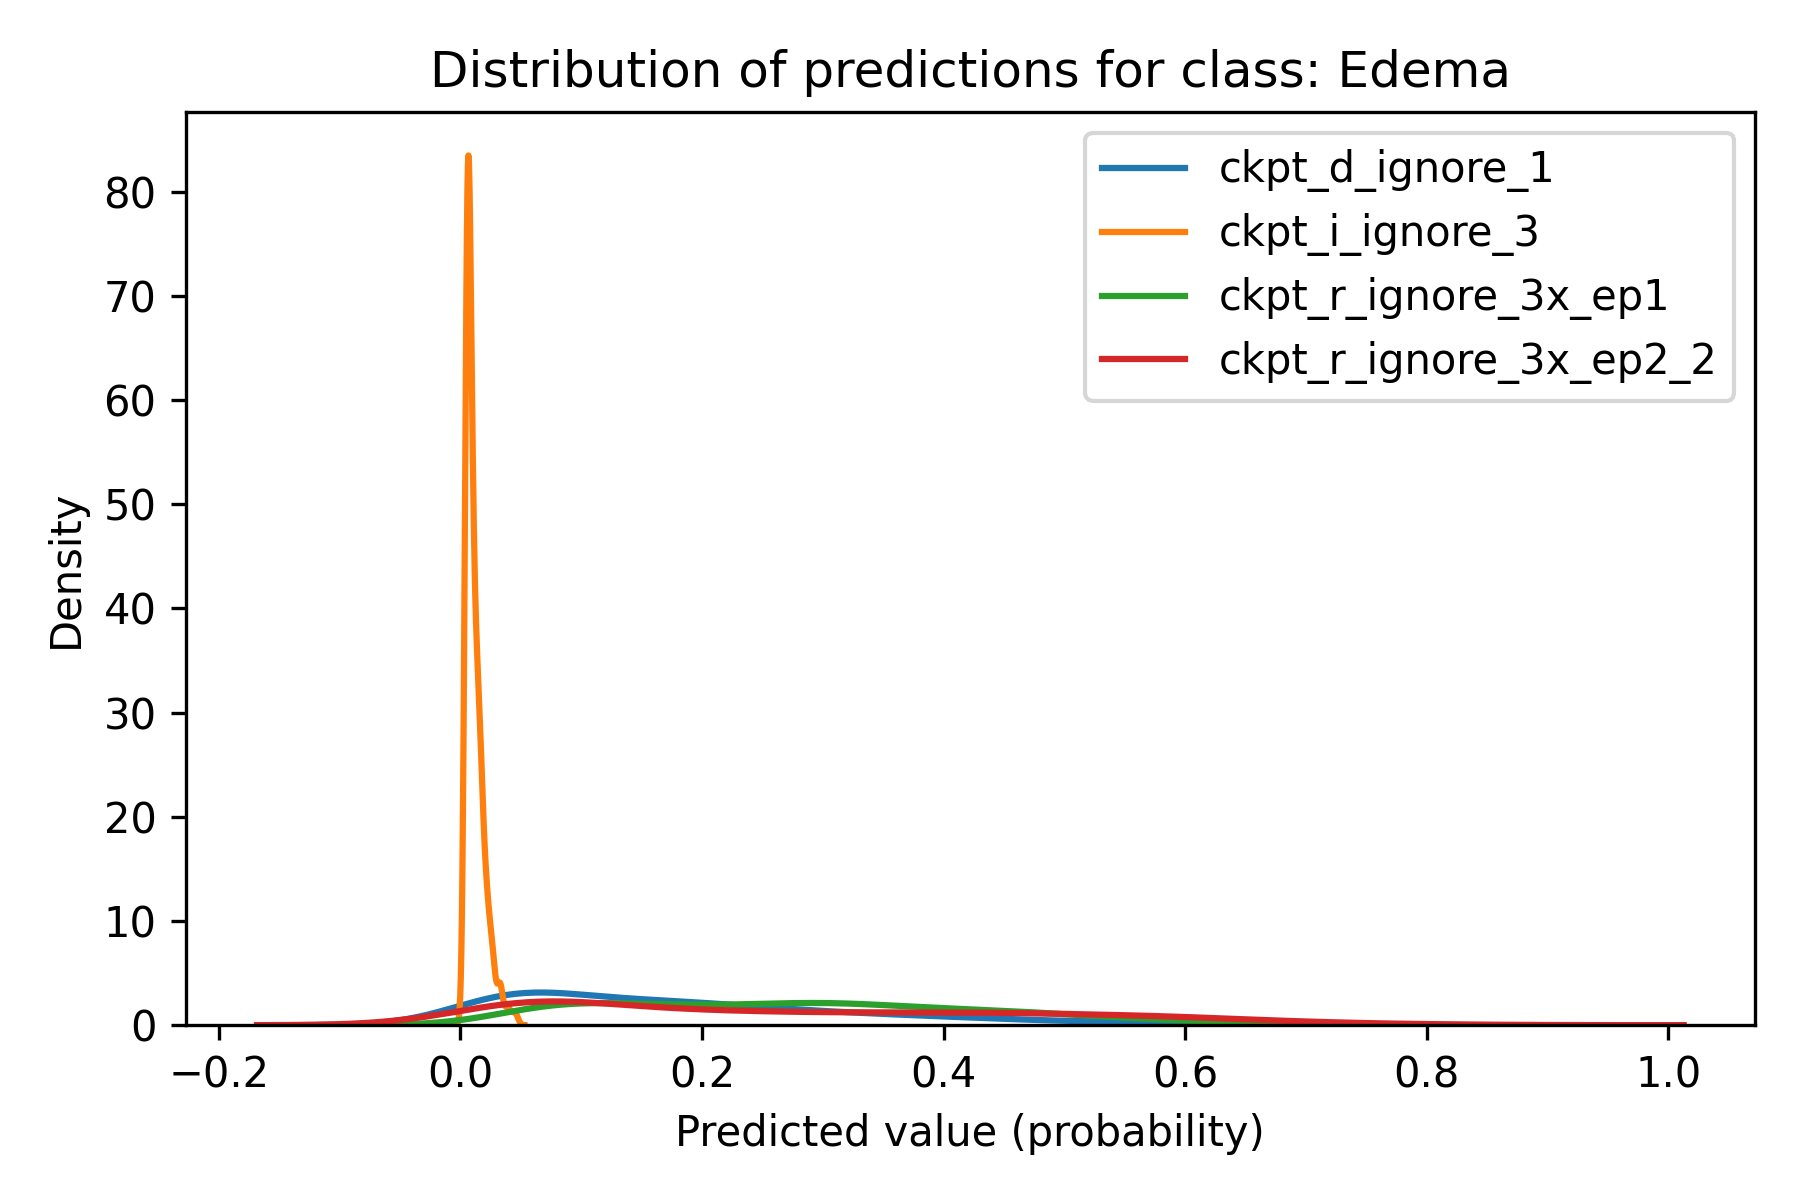 Distribution of predictions for class: Edema
ckpt_d_ignore_1
ckpt_i_ignore_3
ckpt_r_ignore_3x_ep1
ckpt_r_ignore_3x_ep2_2
Density
80
70
60
50
40
30
20
10
0
−0.2
0.0
0.2
0.4
0.6
0.8
1.0
Predicted value (probability)